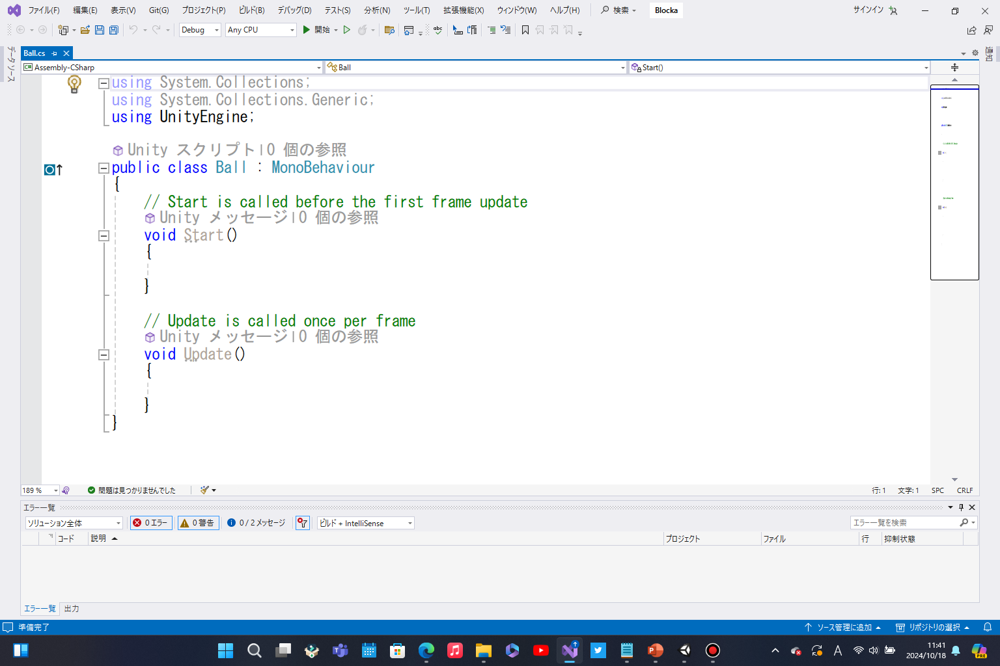 ファイル(F) 編集(E) 表示(V) Git(G) プロジェクト(P) ビルド(B) デバッグ(D) テスト(S) 分析(N) ツール(T) 拡張機能(X) ウィンドウ(W) ヘルプ(H) 検索 Blocka サインイン
Debug Any CPU 開始
データ ソース
通知
Ball.cs
Assembly-CSharp Ball Start()
using System.Collections;
using System.Collections.Generic;
using UnityEngine;
Unity スクリプト|0 個の参照
public class Ball : MonoBehaviour
{
// Start is called before the first frame update
Unity メッセージ|0 個の参照
void Start()
{
}
// Update is called once per frame
Unity メッセージ|0 個の参照
void Update()
{
}
}
189 % 問題は見つかりませんでした 行: 1 文字: 1 SPC CRLF
エラー一覧
ソリューション全体 0 エラー 0 警告 0 / 2 メッセージ ビルド + IntelliSense エラー一覧を検索
コード 説明 プロジェクト ファイル 行 抑制状態
エラー一覧 出力
準備完了 ソース管理に追加 リポジトリの選択
A 11:41
2024/10/18
PRE